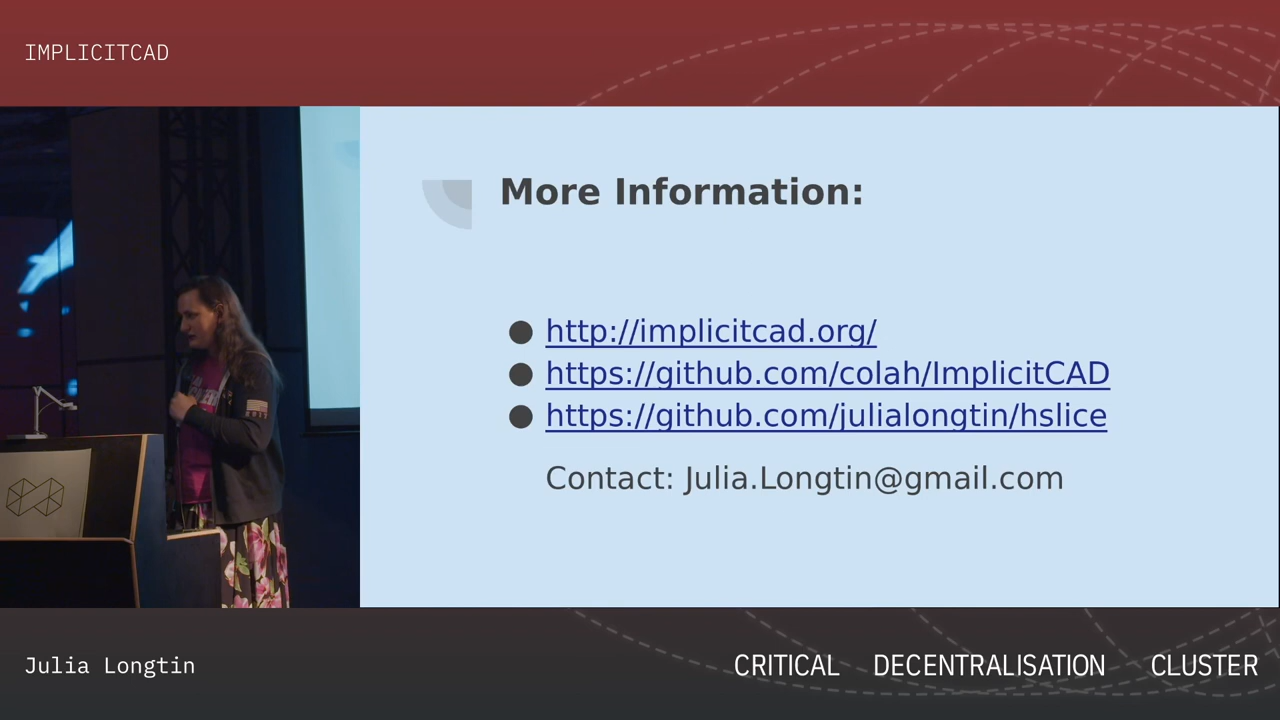 IMPLICITCAD
More Information:
● http://implicitcad.org/
● https://github.com/colah/ImplicitCAD
● https://github.com/julialongtin/hslice
Contact: Julia.Longtin@gmail.com
Julia Longtin
CRITICAL DECENTRALISATION CLUSTER